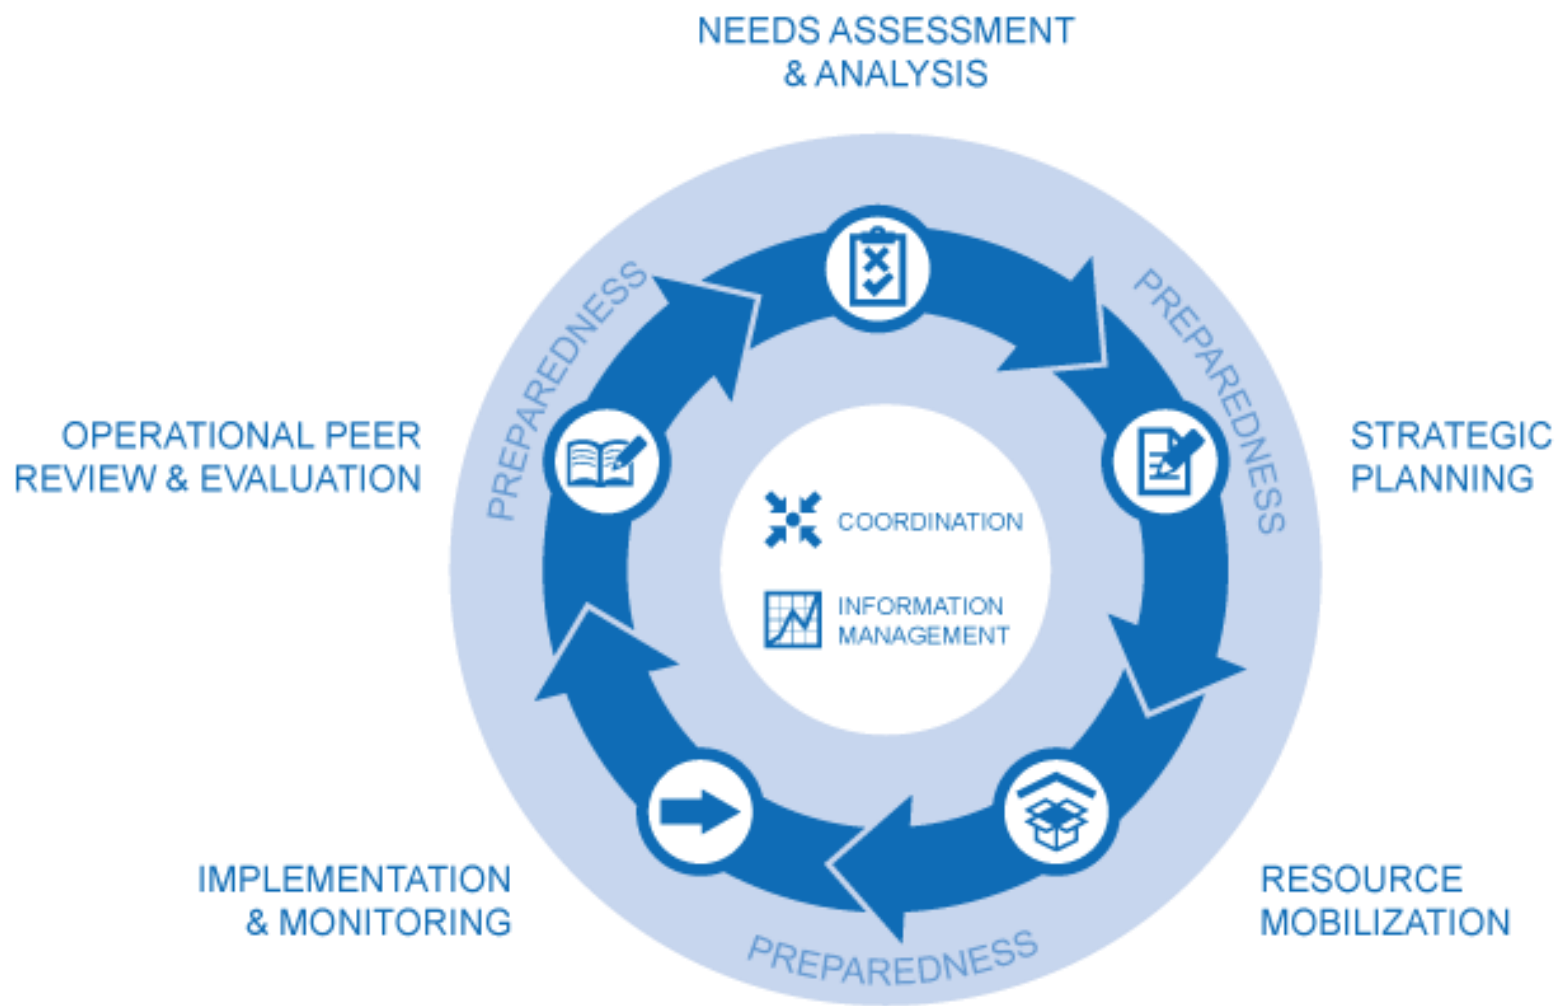 NEEDS ASSESSMENT
& ANALYSIS
PREPAREDNESS
PREPAREDNESS
OPERATIONAL PEER
REVIEW & EVALUATION
STRATEGIC
PLANNING
COORDINATION
INFORMATION
MANAGEMENT
IMPLEMENTATION
& MONITORING
RESOURCE
MOBILIZATION
PREPAREDNESS